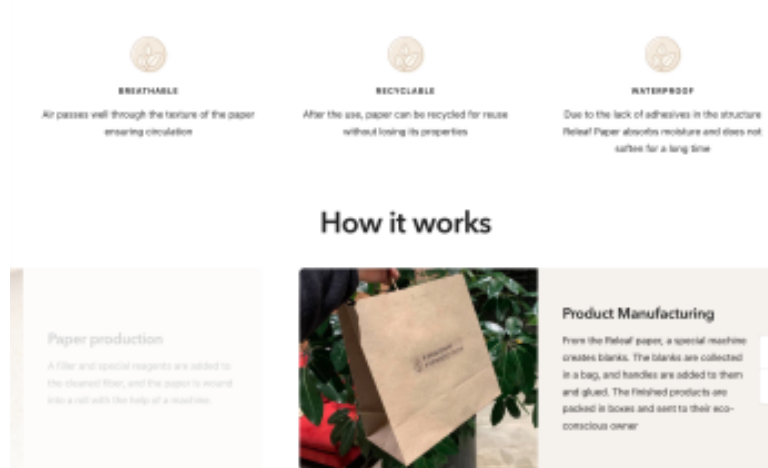 BREATHABLE
Air passes well through the texture of the paper
ensuring circulation
RECYCLABLE
After the use, paper can be recycled for reuse
without losing its properties
WATERPROOF
Due to the lack of adhesives in the structure
Releaf Paper absorbs moisture and does not
soften for a long time
How it works
Paper production
A filler and special reagents are added to
the cleaned fiber, and the paper is wound
into a roll with the help of a machine.
Product Manufacturing
From the Releaf paper, a special machine
creates blanks. The blanks are collected
in a bag, and handles are added to them
and glued. The finished products are
packed in boxes and sent to their eco-
conscious owner